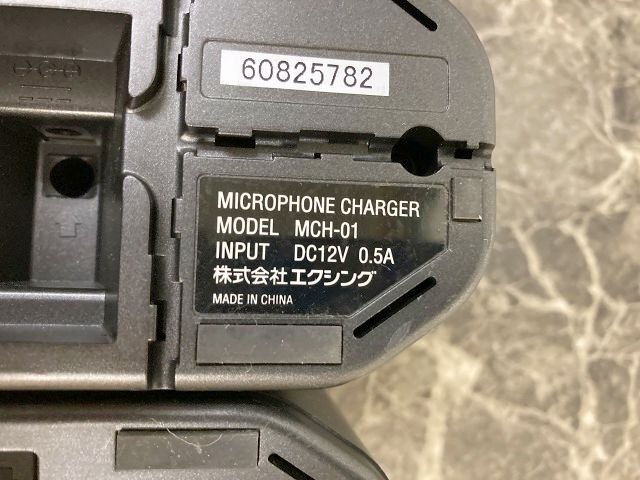 60825782
MICROPHONE CHARGER
MODEL MCH-01
INPUT DC12V 0.5A
株式会社エクシング
MADE IN CHINA